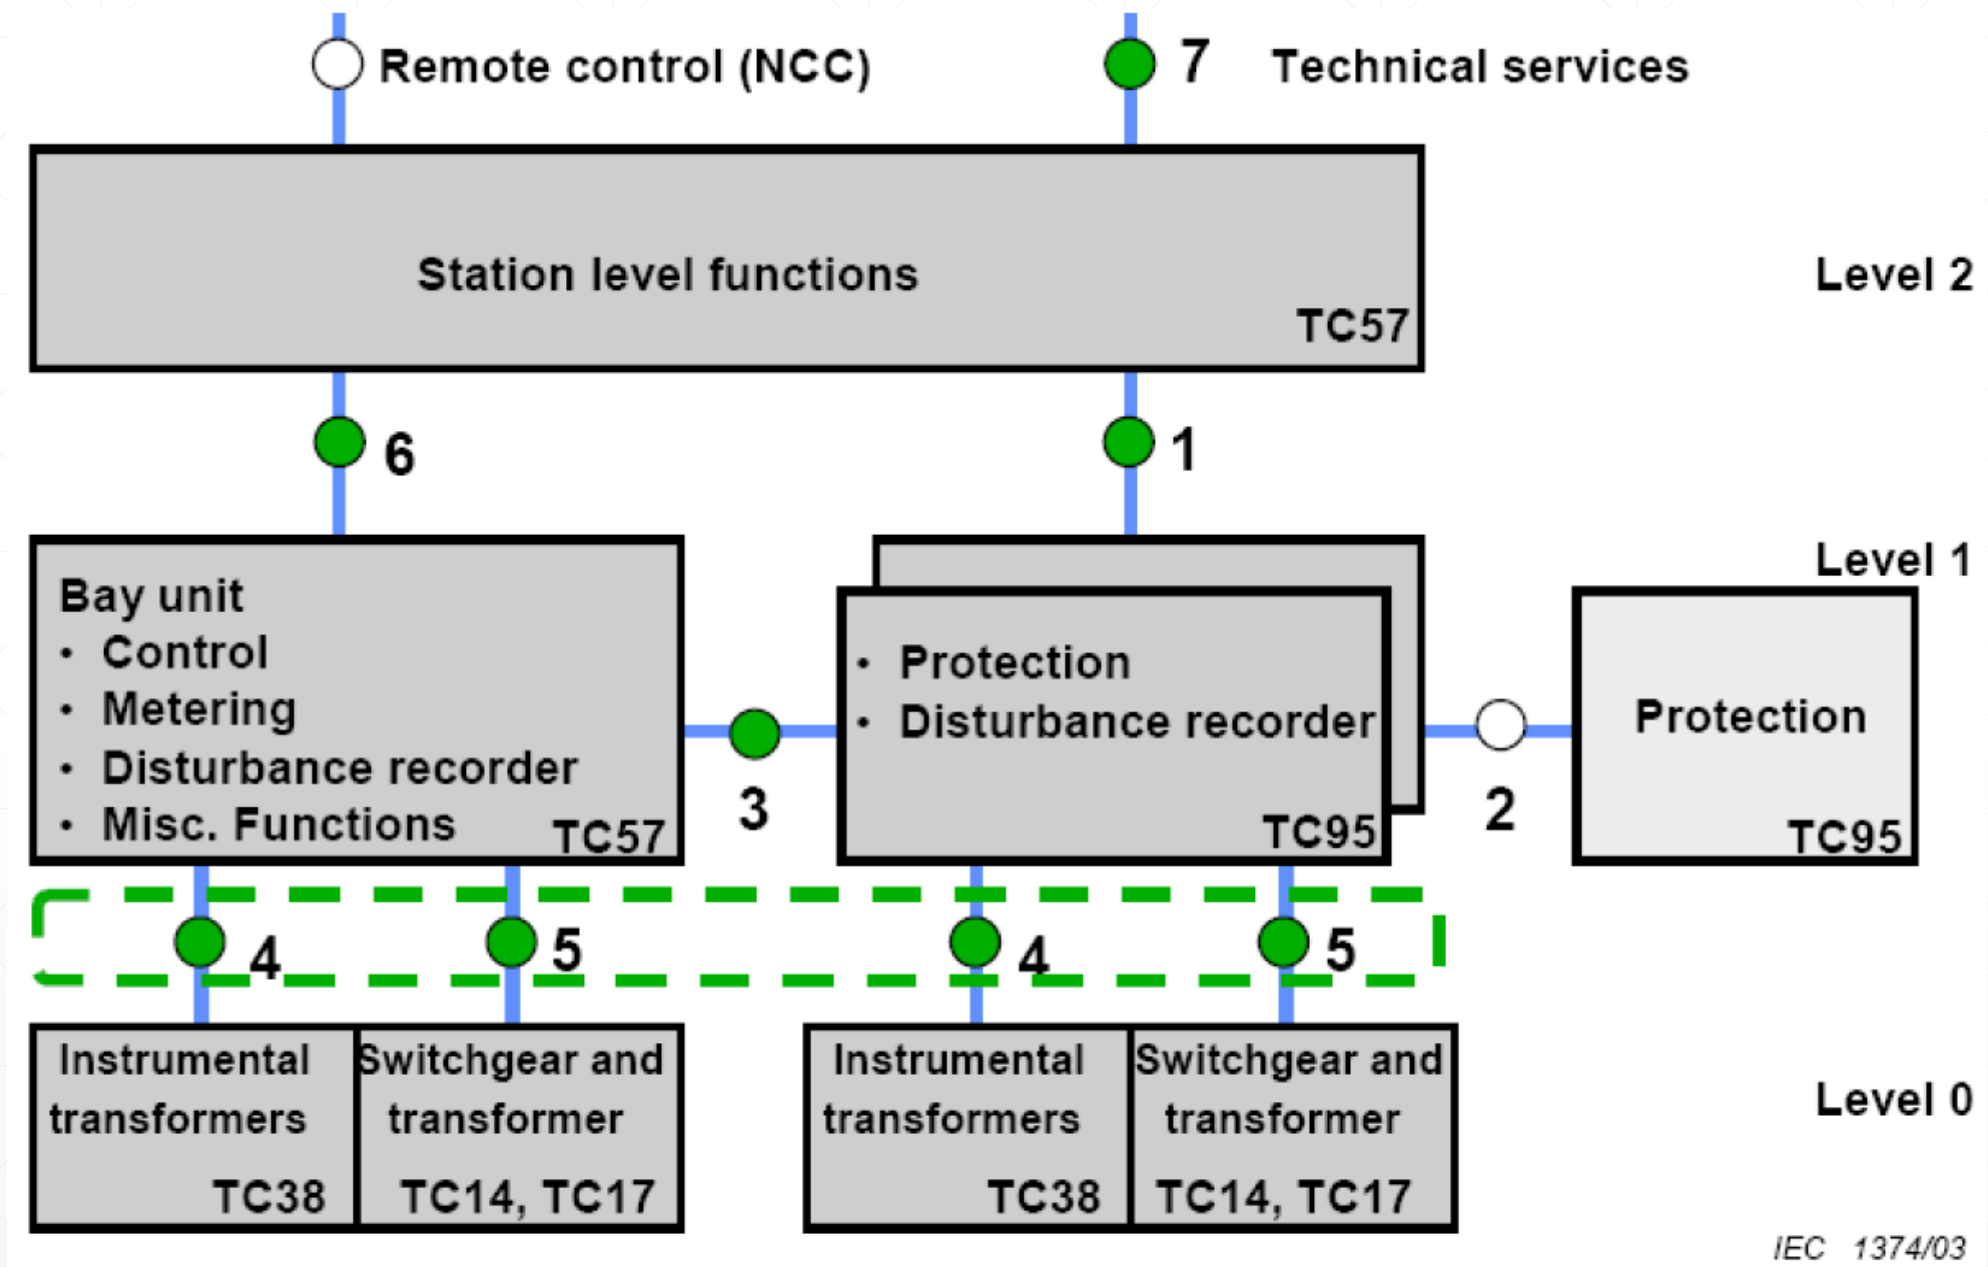 Remote control (NCC)
7 Technical services
Station level functions
TC57
Level 2
6
1
Level 1
Bay unit
• Control
• Metering
• Disturbance recorder
• Misc. Functions
TC57
3
• Protection
• Disturbance recorder
TC95
2
Protection
TC95
4
5
4
5
Instrumental
transformers
TC38
Switchgear and
transformer
TC14, TC17
Instrumental
transformers
TC38
Switchgear and
transformer
TC14, TC17
Level 0
IEC 1374/03